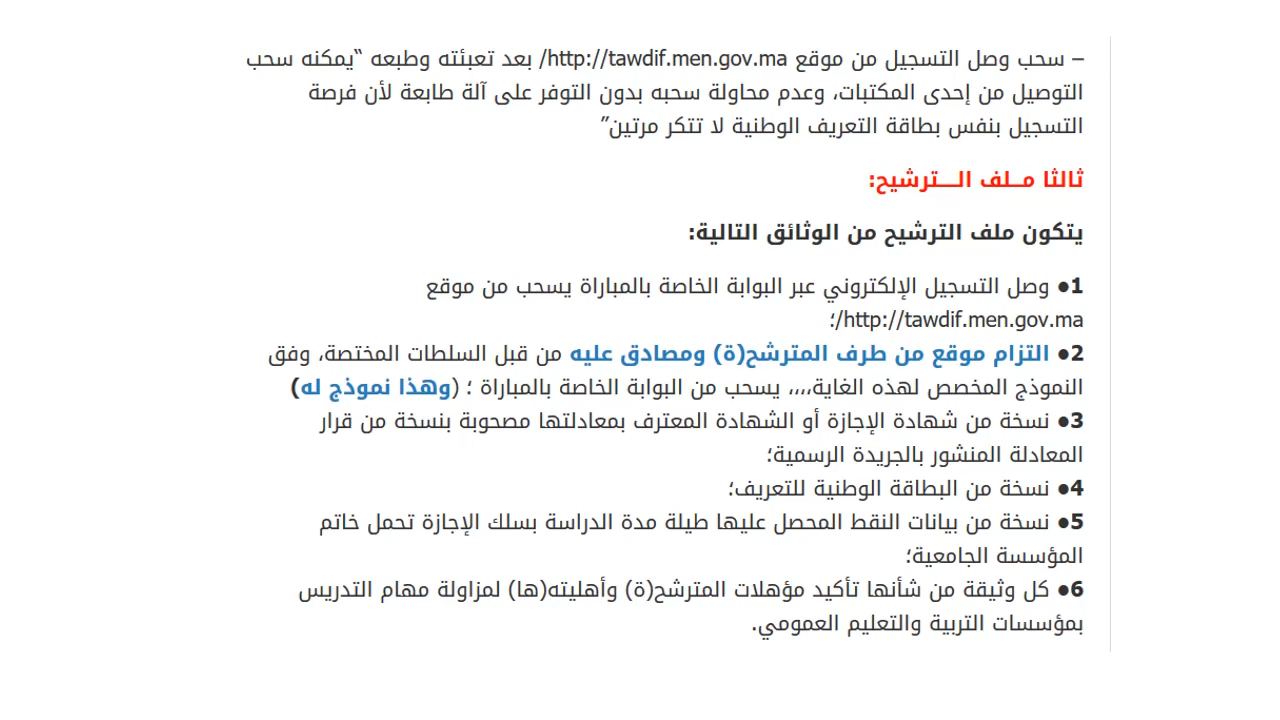 – سحب وصل التسجيل من موقع http://tawdif.men.gov.ma/ بعد تعبئته وطبعه “يمكنه سحب
التوصيل من إحدى المكتبات، وعدم محاولة سحبه بدون التوفر على آلة طابعة لأن فرصة
التسجيل بنفس بطاقة التعريف الوطنية لا تتكر مرتين”
ثالثا مــلف الــــترشيح:
يتكون ملف الترشيح من الوثائق التالية:
1● وصل التسجيل الإلكتروني عبر البوابة الخاصة بالمباراة يسحب من موقع
http://tawdif.men.gov.ma/؛
2● التزام موقع من طرف المترشح(ة) ومصادق عليه من قبل السلطات المختصة، وفق
النموذج المخصص لهذه الغاية،،،، يسحب من البوابة الخاصة بالمباراة ؛ (وهذا نموذج له)
3● نسخة من شهادة الإجازة أو الشهادة المعترف بمعادلتها مصحوبة بنسخة من قرار
المعادلة المنشور بالجريدة الرسمية؛
4● نسخة من البطاقة الوطنية للتعريف؛
5● نسخة من بيانات النقط المحصل عليها طيلة مدة الدراسة بسلك الإجازة تحمل خاتم
المؤسسة الجامعية؛
6● كل وثيقة من شأنها تأكيد مؤهلات المترشح(ة) وأهليته(ها) لمزاولة مهام التدريس
بمؤسسات التربية والتعليم العمومي.